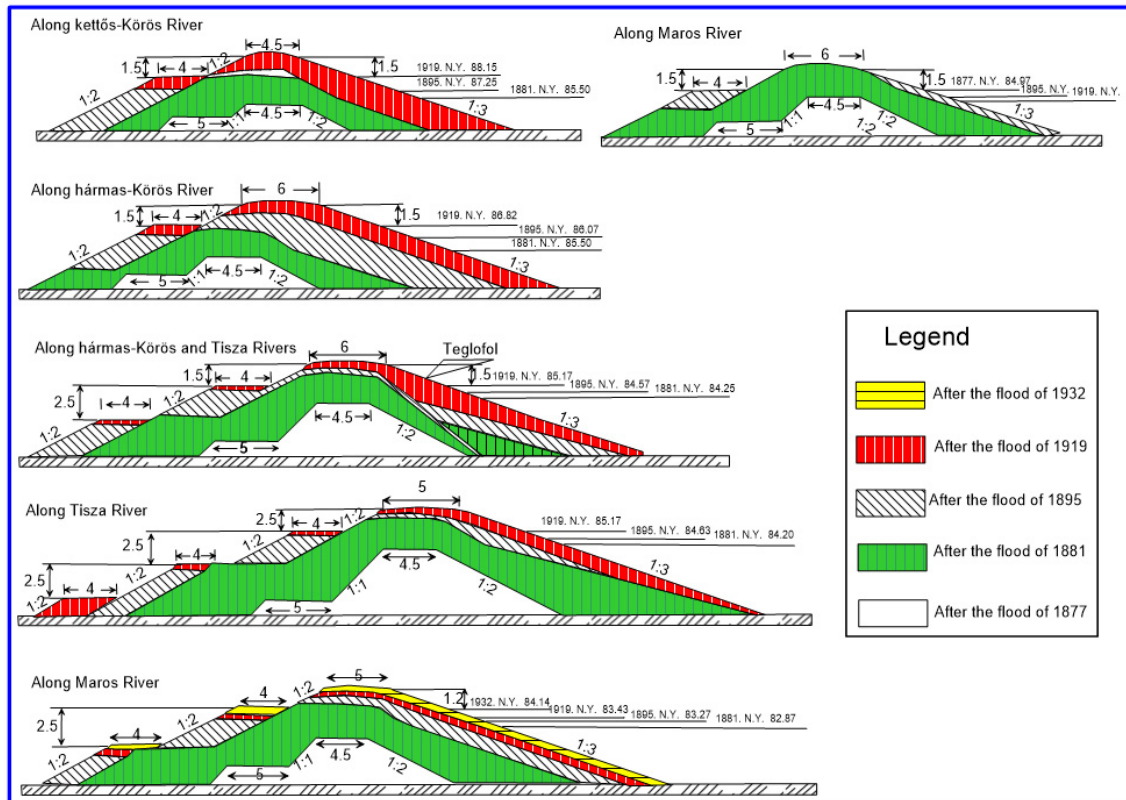 Along kettős-Körös River
4.5
1:2
4
1.5
1.5
1919. N.Y. 88.15
1895. N.Y. 87.25
1881. N.Y. 85.50
1:2
1:3
5
1:1
4.5
1:2
Along Maros River
6
4
1.5
1.5
1877. N.Y. 84.97
1895. N.Y.
1919. N.Y.
1:3
5
1:1
4.5
1:2
1:2
Along hármas-Körös River
6
4
1:2
1.5
1.5
1919. N.Y. 86.82
1895. N.Y. 86.07
1881. N.Y. 85.50
1:2
1:3
5
1:1
4.5
1:2
Along hármas-Körös and Tisza Rivers
6
Teglofol
1.5
4
1.5
1919. N.Y. 85.17
1895. N.Y. 84.57
1881. N.Y. 84.25
2.5
4
1:2
4.5
1:2
1:3
1:2
5
Along Tisza River
5
2.5
4
1:2
1919. N.Y. 85.17
1895. N.Y. 84.63
1881. N.Y. 84.20
2.5
4
1:2
4.5
1:3
2.5
4
1:2
1:1
1:2
1:2
5
Along Maros River
5
4
1:2
1.2
1932. N.Y. 84.14
1919. N.Y. 83.43
1895. N.Y. 83.27
1881. N.Y. 82.87
2.5
4
1:2
1:3
1:2
5
1:1
4.5
1:2
Legend
After the flood of 1932
After the flood of 1919
After the flood of 1895
After the flood of 1881
After the flood of 1877